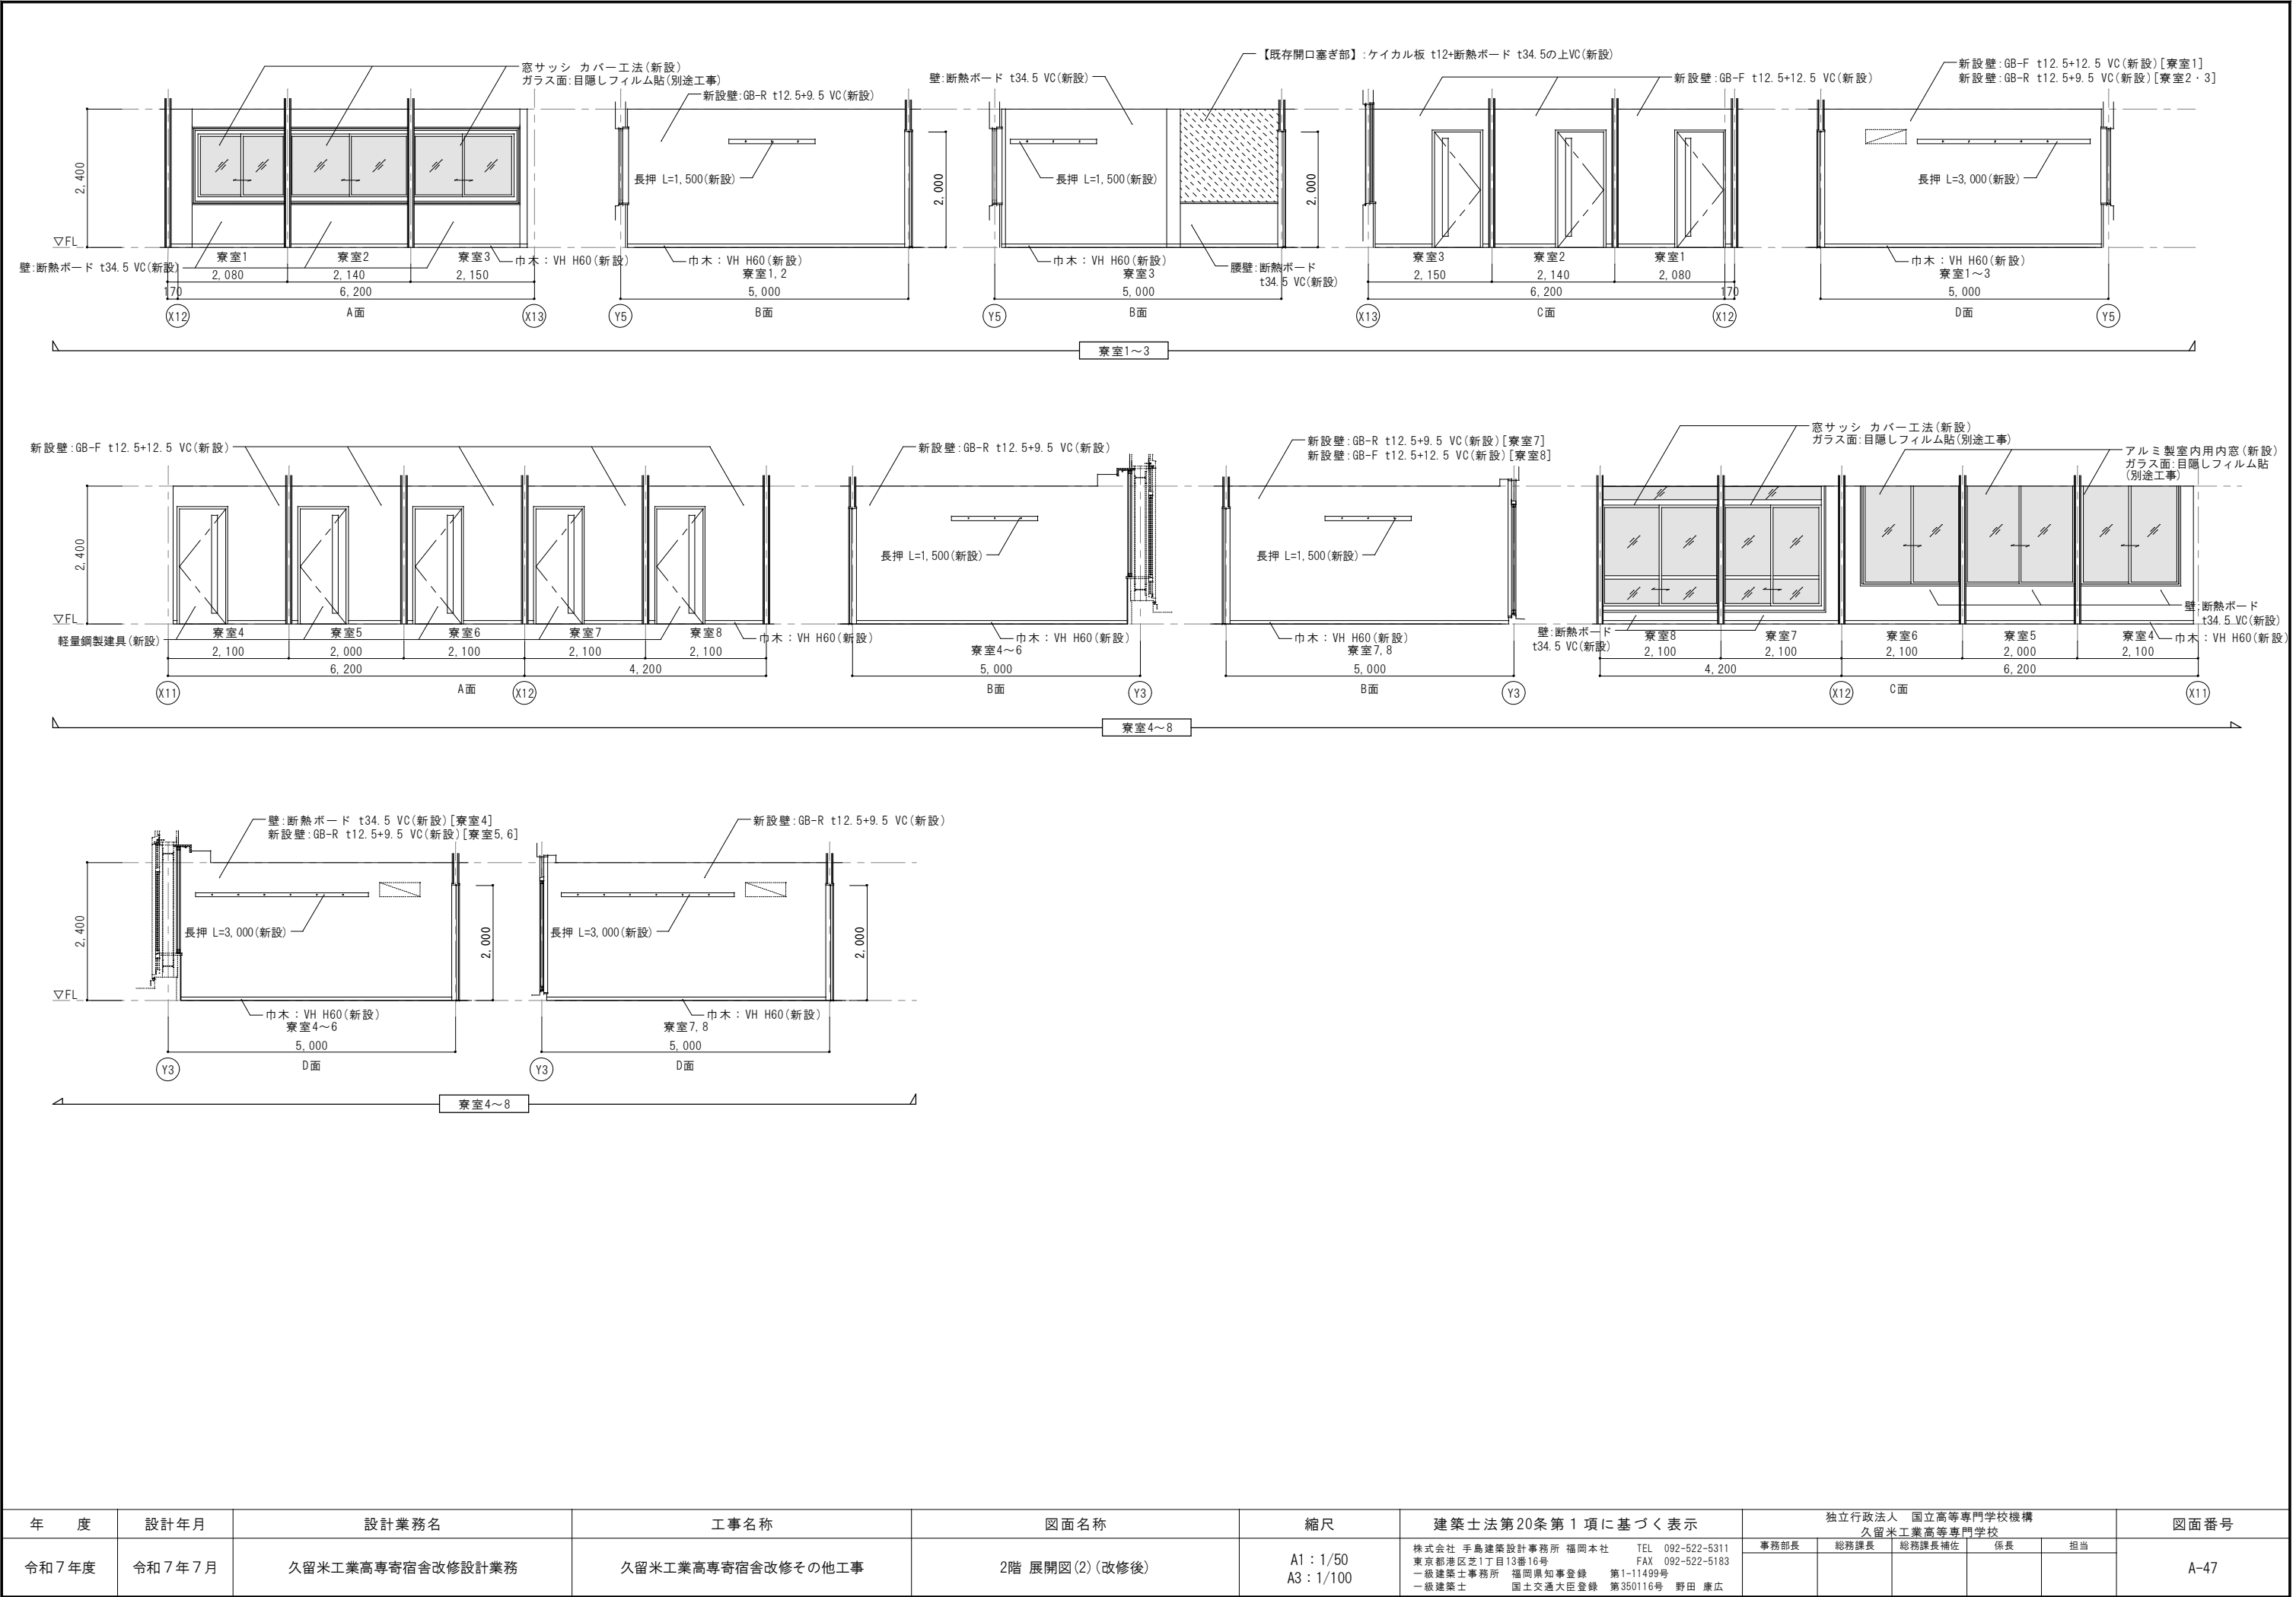 窓サッシ カバー工法(新設)
ガラス面:目隠しフィルム貼(別途工事)
新設壁:GB-R t12.5+9.5 VC(新設)
壁:断熱ボード t34.5 VC(新設)
【既存開口塞ぎ部】:ケイカル板 t12+断熱ボード t34.5の上VC(新設)
新設壁:GB-F t12.5+12.5 VC(新設)
新設壁:GB-F t12.5+12.5 VC(新設)[寮室1]
新設壁:GB-R t12.5+9.5 VC(新設)[寮室2・3]
2,400
▽FL
壁:断熱ボード t34.5 VC(新設)
寮室1
寮室2
寮室3
巾木：VH H60(新設)
2,080
2,140
2,150
170
6,200
X12
A面
X13
長押 L=1,500(新設)
2,000
巾木：VH H60(新設)
寮室1,2
5,000
Y5
B面
長押 L=1,500(新設)
2,000
巾木：VH H60(新設)
寮室3
腰壁:断熱ボード
t34.5 VC(新設)
5,000
Y5
B面
寮室3
寮室2
寮室1
2,150
2,140
2,080
6,200
170
X13
C面
X12
長押 L=3,000(新設)
巾木：VH H60(新設)
寮室1～3
5,000
D面
Y5
寮室1～3
新設壁:GB-F t12.5+12.5 VC(新設)
新設壁:GB-R t12.5+9.5 VC(新設)
新設壁:GB-R t12.5+9.5 VC(新設)[寮室7]
新設壁:GB-F t12.5+12.5 VC(新設)[寮室8]
窓サッシ カバー工法(新設)
ガラス面:目隠しフィルム貼(別途工事)
アルミ製室内用内窓(新設)
ガラス面:目隠しフィルム貼
(別途工事)
2,400
▽FL
軽量鋼製建具(新設)
寮室4
寮室5
寮室6
寮室7
寮室8
巾木：VH H60(新設)
2,100
2,000
2,100
2,100
2,100
6,200
4,200
X11
A面
X12
長押 L=1,500(新設)
巾木：VH H60(新設)
寮室4～6
5,000
B面
Y3
長押 L=1,500(新設)
巾木：VH H60(新設)
寮室7,8
5,000
B面
Y3
壁:断熱ボード
t34.5 VC(新設)
壁:断熱ボード
t34.5 VC(新設)
寮室8
寮室7
寮室6
寮室5
寮室4
巾木：VH H60(新設)
2,100
2,100
2,100
2,000
2,100
4,200
6,200
X12
C面
X11
寮室4～8
壁:断熱ボード t34.5 VC(新設)[寮室4]
新設壁:GB-R t12.5+9.5 VC(新設)[寮室5,6]
新設壁:GB-R t12.5+9.5 VC(新設)
2,400
▽FL
長押 L=3,000(新設)
2,000
巾木：VH H60(新設)
寮室4～6
5,000
Y3
D面
長押 L=3,000(新設)
2,000
巾木：VH H60(新設)
寮室7,8
5,000
Y3
D面
寮室4～8
年　度
設計年月
設計業務名
工事名称
図面名称
縮尺
建築士法第20条第１項に基づく表示
独立行政法人　国立高等専門学校機構
久留米工業高等専門学校
図面番号
令和７年度
令和７年７月
久留米工業高専寄宿舎改修設計業務
久留米工業高専寄宿舎改修その他工事
2階 展開図(2)(改修後)
A1：1/50
A3：1/100
株式会社 手島建築設計事務所 福岡本社　TEL 092-522-5311
東京都港区芝1丁目13番16号　FAX 092-522-5183
一級建築士事務所　福岡県知事登録　第1-11499号
一級建築士　国土交通大臣登録　第350116号　野田 康広
事務部長
総務課長
総務課長補佐
係長
担当
A-47